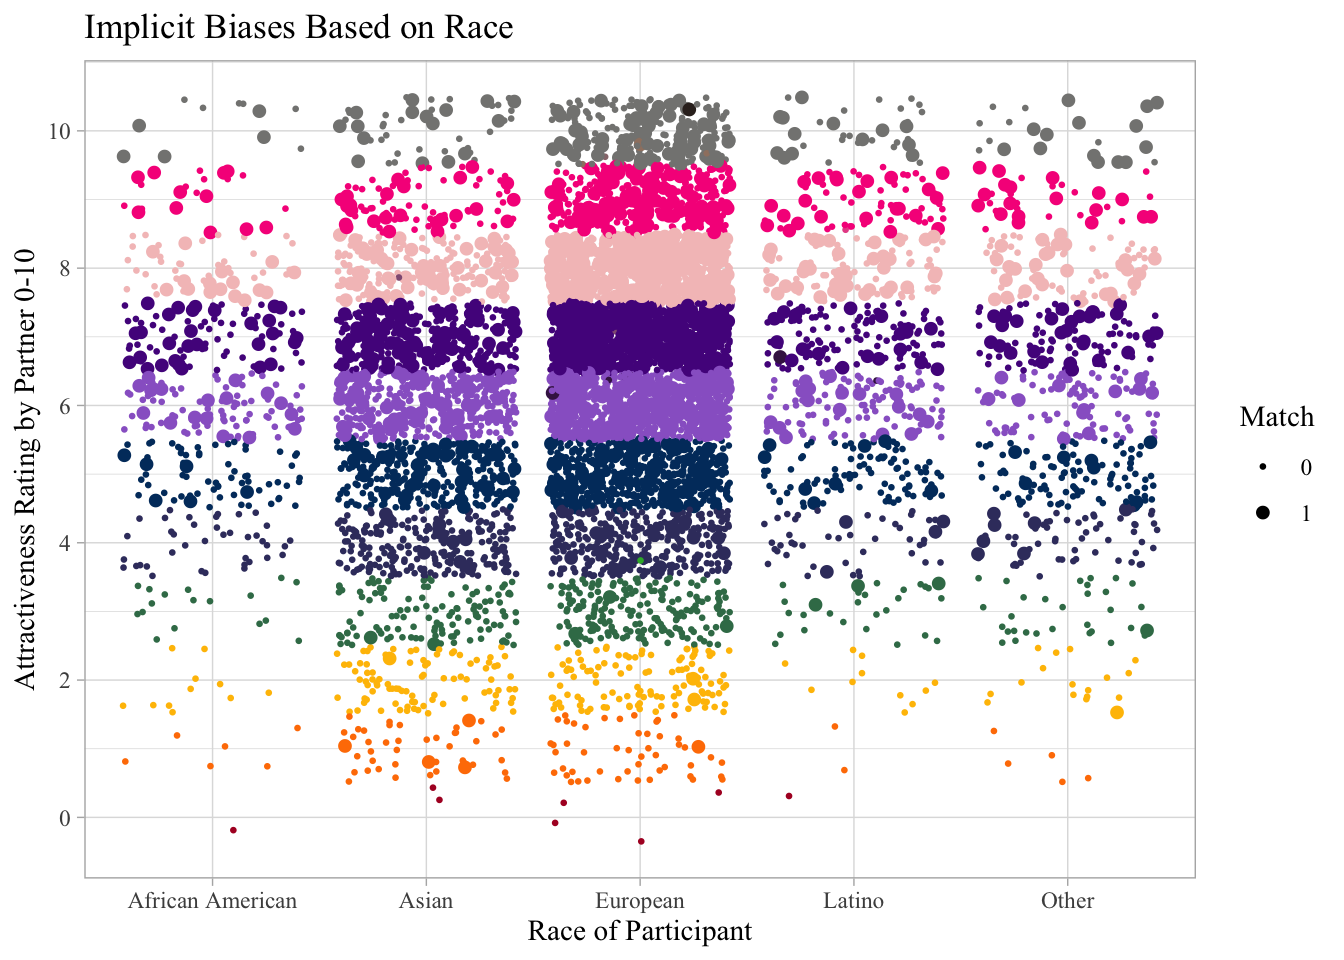 Implicit Biases Based on Race
Attractiveness Rating by Partner 0-10
10
8
6
4
2
0
African American
Asian
European
Latino
Other
Race of Participant
Match
0
1